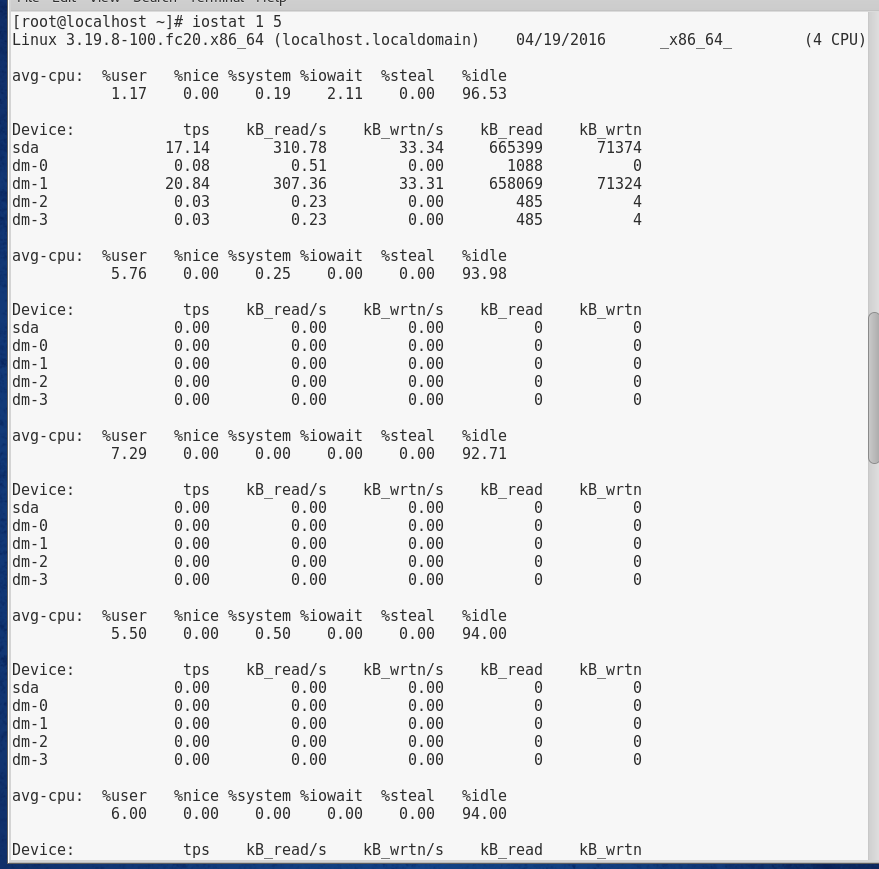 File Edit View Search Terminal Help
[root@localhost ~]# iostat 1 5
Linux 3.19.8-100.fc20.x86_64 (localhost.localdomain)    04/19/2016      _x86_64_        (4 CPU)
avg-cpu:  %user   %nice %system %iowait  %steal   %idle
           1.17    0.00    0.19    2.11    0.00   96.53
Device:            tps    kB_read/s    kB_wrtn/s    kB_read    kB_wrtn
sda              17.14       310.78        33.34     665399      71374
dm-0              0.08         0.51         0.00       1088          0
dm-1             20.84       307.36        33.31     658069      71324
dm-2              0.03         0.23         0.00        485          4
dm-3              0.03         0.23         0.00        485          4
avg-cpu:  %user   %nice %system %iowait  %steal   %idle
           5.76    0.00    0.25    0.00    0.00   93.98
Device:            tps    kB_read/s    kB_wrtn/s    kB_read    kB_wrtn
sda               0.00         0.00         0.00          0          0
dm-0              0.00         0.00         0.00          0          0
dm-1              0.00         0.00         0.00          0          0
dm-2              0.00         0.00         0.00          0          0
dm-3              0.00         0.00         0.00          0          0
avg-cpu:  %user   %nice %system %iowait  %steal   %idle
           7.29    0.00    0.00    0.00    0.00   92.71
Device:            tps    kB_read/s    kB_wrtn/s    kB_read    kB_wrtn
sda               0.00         0.00         0.00          0          0
dm-0              0.00         0.00         0.00          0          0
dm-1              0.00         0.00         0.00          0          0
dm-2              0.00         0.00         0.00          0          0
dm-3              0.00         0.00         0.00          0          0
avg-cpu:  %user   %nice %system %iowait  %steal   %idle
           5.50    0.00    0.50    0.00    0.00   94.00
Device:            tps    kB_read/s    kB_wrtn/s    kB_read    kB_wrtn
sda               0.00         0.00         0.00          0          0
dm-0              0.00         0.00         0.00          0          0
dm-1              0.00         0.00         0.00          0          0
dm-2              0.00         0.00         0.00          0          0
dm-3              0.00         0.00         0.00          0          0
avg-cpu:  %user   %nice %system %iowait  %steal   %idle
           6.00    0.00    0.00    0.00    0.00   94.00
Device:            tps    kB_read/s    kB_wrtn/s    kB_read    kB_wrtn